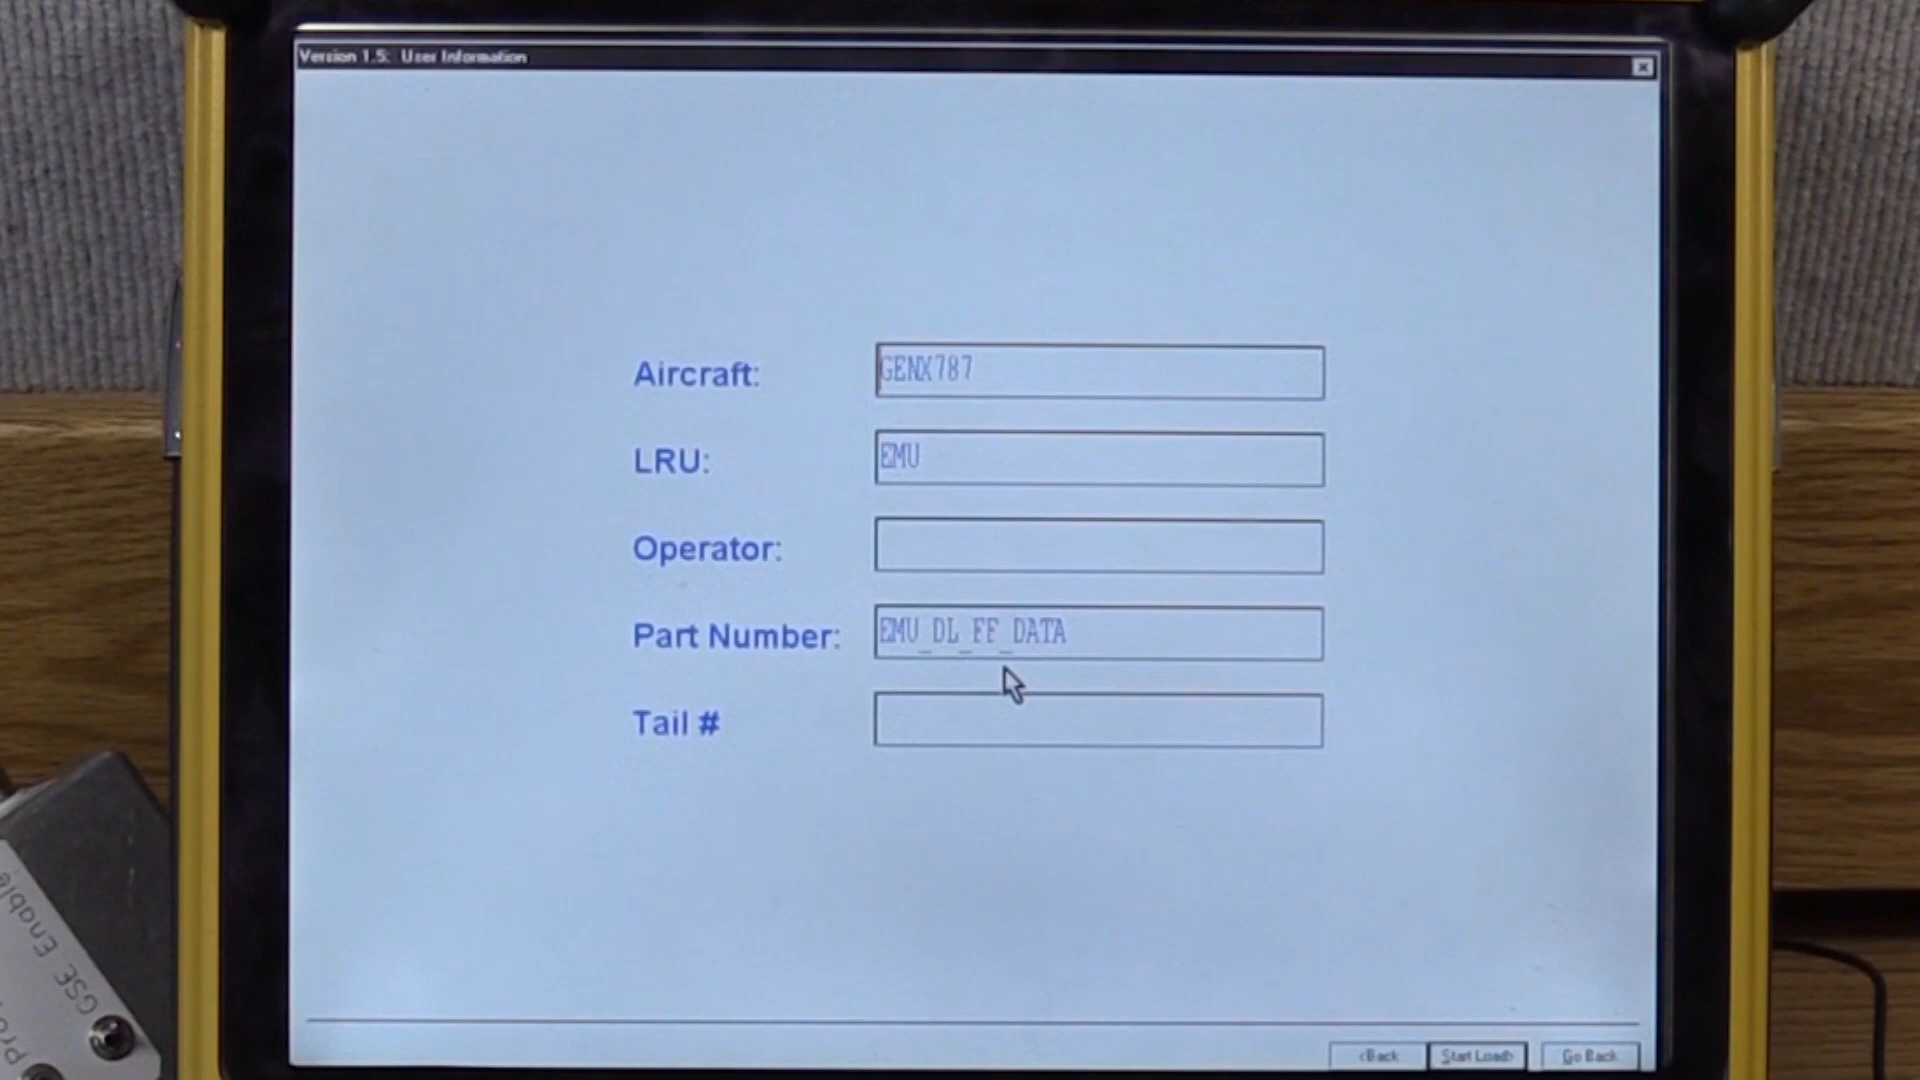 Version 1.5: User Information
Aircraft: GENX787
LRU: EMU
Operator:
Part Number: EMU_DL_FF_DATA
Tail #
<Back Start Load> Go Back
GSE Enable